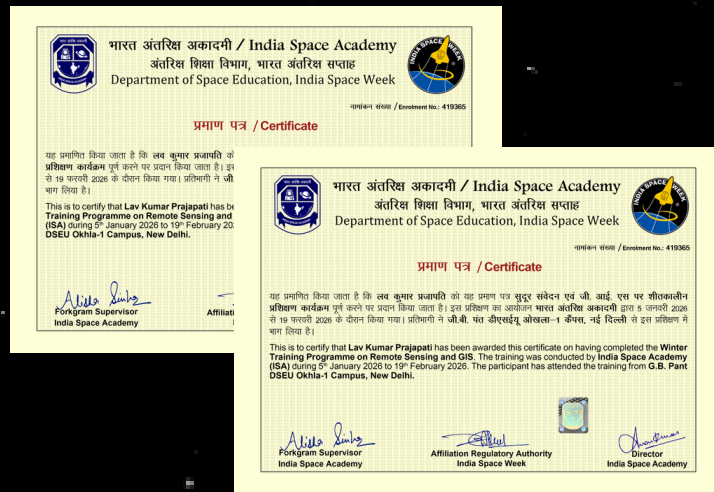 भारत अंतरिक्ष अकादमी / India Space Academy
अंतरिक्ष शिक्षा विभाग, भारत अंतरिक्ष सप्ताह
Department of Space Education, India Space Week
INDIA SPACE WEEK
नामांकन संख्या / Enrolment No.: 419365
प्रमाण पत्र / Certificate
यह प्रमाणित किया जाता है कि लव कुमार प्रजापति को
प्रशिक्षण कार्यक्रम पूर्ण करने पर प्रदान किया जाता है। इस
से 19 फरवरी 2026 के दौरान किया गया। प्रतिभागी ने जी.
भाग लिया है।
This is to certify that Lav Kumar Prajapati has be
Training Programme on Remote Sensing and
(ISA) during 5th January 2026 to 19th February 202
DSEU Okhla-1 Campus, New Delhi.
Alisha Sinha
Forkgram Supervisor
India Space Academy
Affiliati
भारत अंतरिक्ष अकादमी / India Space Academy
अंतरिक्ष शिक्षा विभाग, भारत अंतरिक्ष सप्ताह
Department of Space Education, India Space Week
INDIA SPACE WEEK
नामांकन संख्या / Enrolment No.: 419365
प्रमाण पत्र / Certificate
यह प्रमाणित किया जाता है कि लव कुमार प्रजापति को यह प्रमाण पत्र सुदूर संवेदन एवं जी. आई. एस पर शीतकालीन
प्रशिक्षण कार्यक्रम पूर्ण करने पर प्रदान किया जाता है। इस प्रशिक्षण का आयोजन भारत अंतरिक्ष अकादमी द्वारा 5 जनवरी 2026
से 19 फरवरी 2026 के दौरान किया गया। प्रतिभागी ने जी.बी. पंत डीएसईयू ओखला–1 कैंपस, नई दिल्ली से इस प्रशिक्षण में
भाग लिया है।
This is to certify that Lav Kumar Prajapati has been awarded this certificate on having completed the Winter
Training Programme on Remote Sensing and GIS. The training was conducted by India Space Academy
(ISA) during 5th January 2026 to 19th February 2026. The participant has attended the training from G.B. Pant
DSEU Okhla-1 Campus, New Delhi.
Alisha Sinha
Forkgram Supervisor
India Space Academy
Affiliation Regulatory Authority
India Space Week
Director
India Space Academy